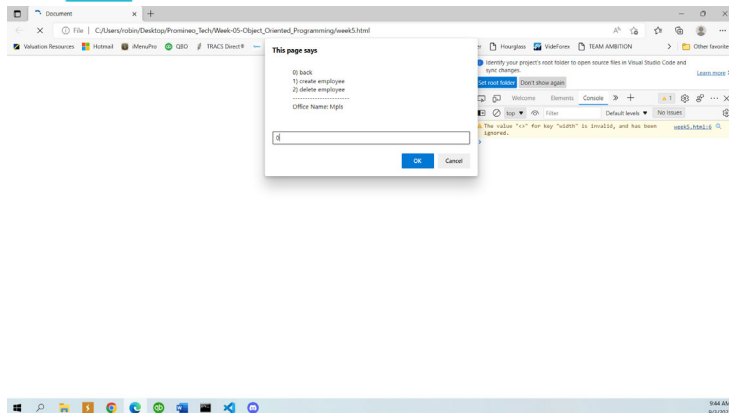 Document
File
C:/Users/robin/Desktop/Promineo_Tech/Week-05-Object_Oriented_Programming/week5.html
Valuation Resources Hotmail iMenuPro QBO TRACS Direct® Hourglass VideForex TEAM AMBITION Other favorite
This page says
0) back
1) create employee
2) delete employee
Office Name: Mpls
0
OK Cancel
Identify your project's root folder to open source files in Visual Studio Code and
sync changes.
Learn more
Set root folder Don't show again
Welcome Elements Console 1
top Filter Default levels No Issues
The value "<>" for key "width" is invalid, and has been week5.html:6
ignored.
9:44 AM